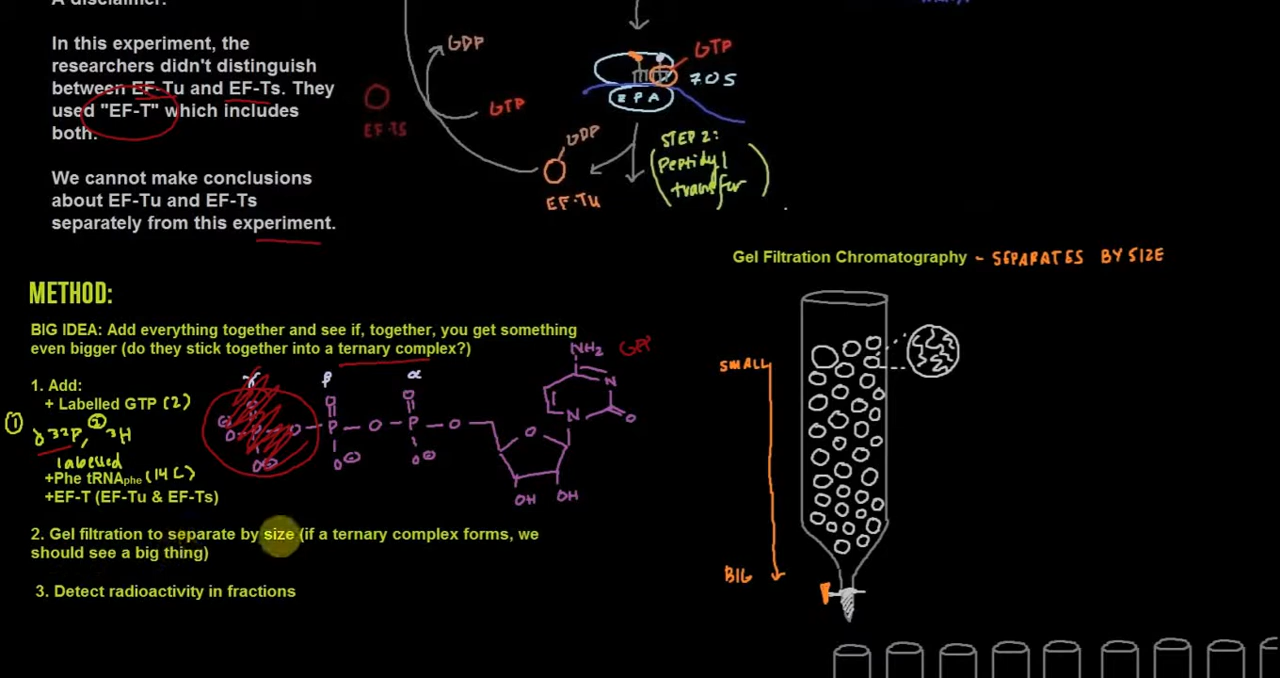 A disclaimer:
In this experiment, the
researchers didn't distinguish
between EF-Tu and EF-Ts. They
used "EF-T" which includes
both.
We cannot make conclusions
about EF-Tu and EF-Ts
separately from this experiment.
GDP
GTP
EF-TS
GDP
EF-TU
GTP
70S
E P A
STEP 2:
Peptidyl
transfer
METHOD:
BIG IDEA: Add everything together and see if, together, you get something
even bigger (do they stick together into a ternary complex?)
1. Add:
+ Labelled GTP (2)
① γ32P, ② 3H
labelled
+Phe tRNAphe (14C)
+EF-T (EF-Tu & EF-Ts)
2. Gel filtration to separate by size (if a ternary complex forms, we
should see a big thing)
3. Detect radioactivity in fractions
β
α
O
O
P
O
P
O
O
O
O
NH2
N
N
O
OH
OH
Gel Filtration Chromatography - SEPARATES BY SIZE
SMALL
BIG